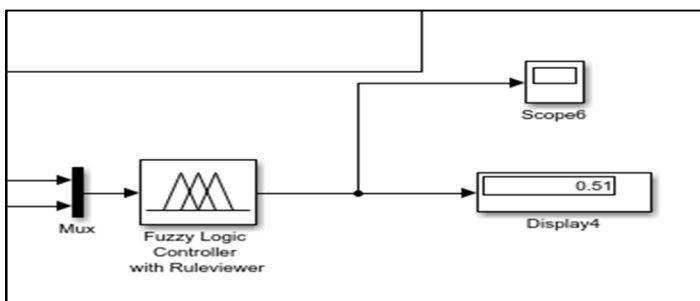 Scope6
0.51
Display4
Mux
Fuzzy Logic
Controller
with Ruleviewer